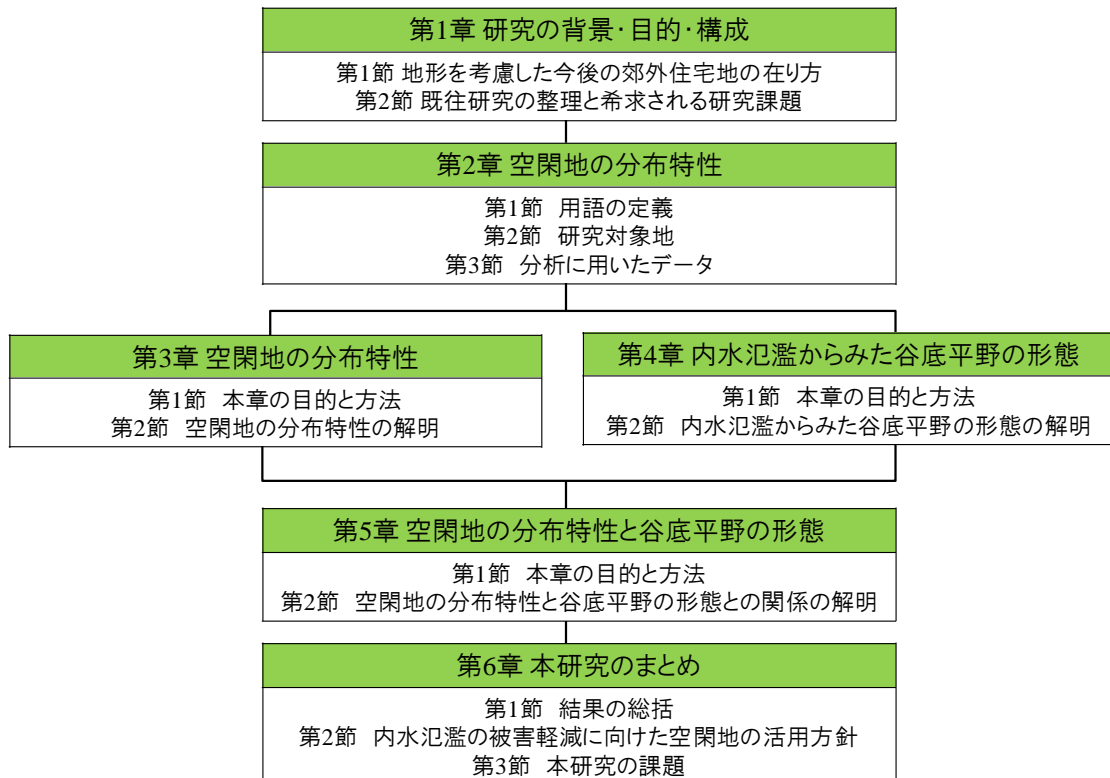 第1章 研究の背景・目的・構成
第1節 地形を考慮した今後の郊外住宅地の在り方
第2節 既往研究の整理と希求される研究課題
第2章 空閑地の分布特性
第1節 用語の定義
第2節 研究対象地
第3節 分析に用いたデータ
第3章 空閑地の分布特性
第1節 本章の目的と方法
第2節 空閑地の分布特性の解明
第4章 内水氾濫からみた谷底平野の形態
第1節 本章の目的と方法
第2節 内水氾濫からみた谷底平野の形態の解明
第5章 空閑地の分布特性と谷底平野の形態
第1節 本章の目的と方法
第2節 空閑地の分布特性と谷底平野の形態との関係の解明
第6章 本研究のまとめ
第1節 結果の総括
第2節 内水氾濫の被害軽減に向けた空閑地の活用方針
第3節 本研究の課題